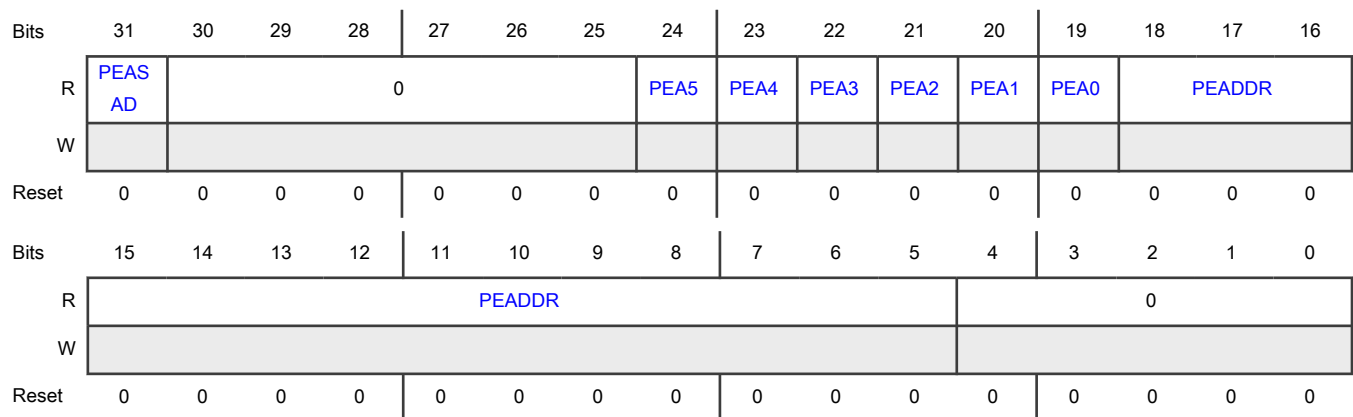 Bits 31 30 29 28 27 26 25 24 23 22 21 20 19 18 17 16
R PEAS AD 0 PEA5 PEA4 PEA3 PEA2 PEA1 PEA0 PEADDR
W
Reset 0 0 0 0 0 0 0 0 0 0 0 0 0 0 0 0
Bits 15 14 13 12 11 10 9 8 7 6 5 4 3 2 1 0
R PEADDR 0
W
Reset 0 0 0 0 0 0 0 0 0 0 0 0 0 0 0 0